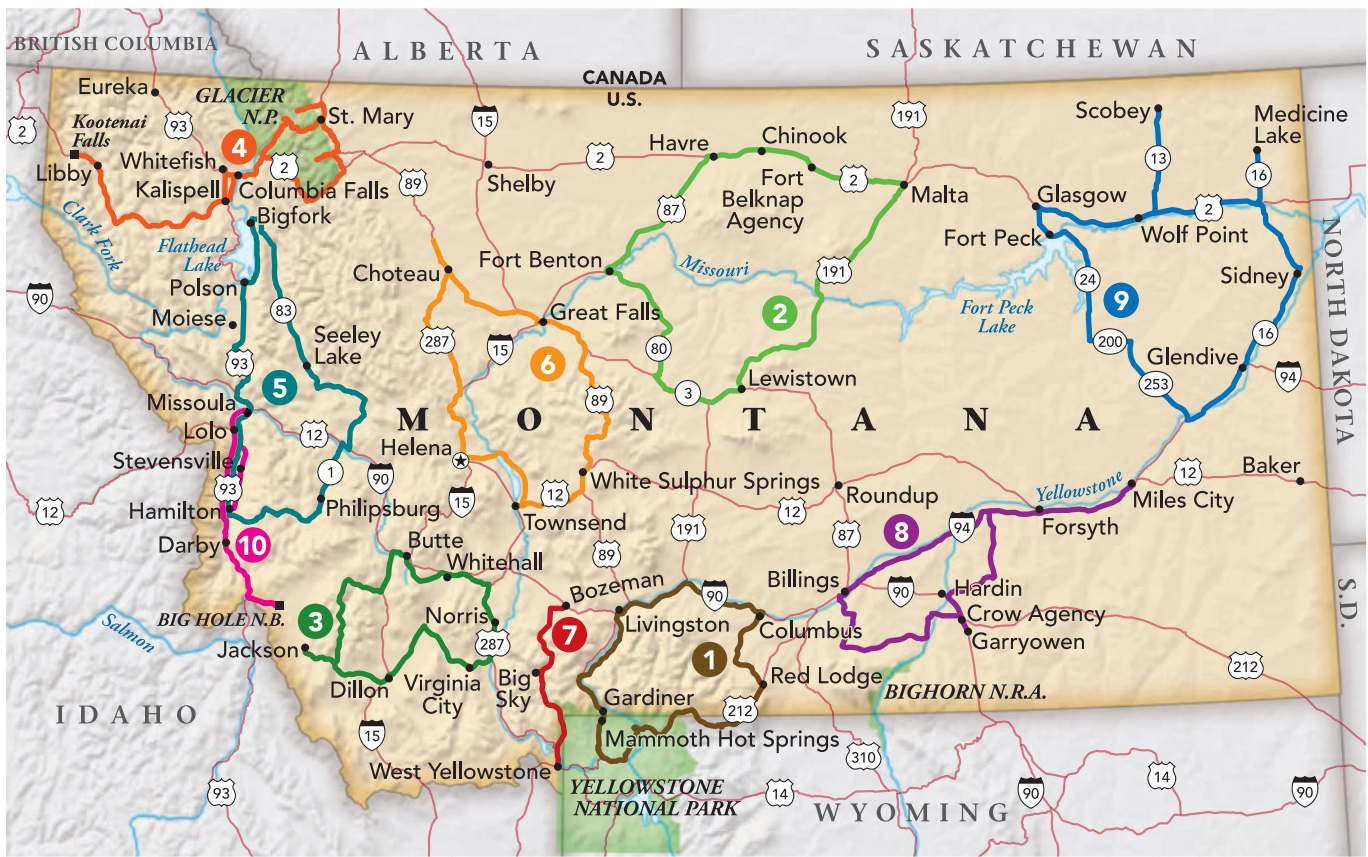 BRITISH COLUMBIA
ALBERTA
SASKATCHEWAN
CANADA
U.S.
Eureka
GLACIER
N.P.
St. Mary
15
191
Scobey
Medicine
Lake
2
93
Kootenai
Falls
4
Whitefish
2
Libby
Kalispell
Columbia Falls
89
Shelby
2
Havre
Chinook
Fort
Belknap
Agency
2
Malta
13
16
Glasgow
2
Wolf Point
Fort Peck
Clark Fork
Bigfork
Flathead
Lake
87
Choteau
Fort Benton
Missouri
191
24
9
Sidney
NORTH DAKOTA
90
Polson
Moiese
83
Great Falls
2
Fort Peck
Lake
287
15
Seeley
Lake
80
200
16
93
6
Glendive
94
5
89
3
Lewistown
253
Missoula
Lolo
MONTANA
12
Helena
Stevensville
1
90
15
White Sulphur Springs
Roundup
Yellowstone
12
Baker
93
12
Hamilton
Philipsburg
12
Townsend
191
12
Miles City
Forsyth
Darby
10
Butte
Whitehall
89
87
8
94
Bozeman
90
Billings
90
Hardin
S.D.
BIG HOLE N.B.
3
Norris
7
Livingston
Columbus
Crow Agency
Garryowen
Salmon
Jackson
287
1
212
Dillon
Virginia
City
Big
Sky
Red Lodge
BIGHORN N.R.A.
IDAHO
Gardiner
212
15
Mammoth Hot Springs
310
West Yellowstone
14
93
YELLOWSTONE
NATIONAL PARK
14
WYOMING
90
90